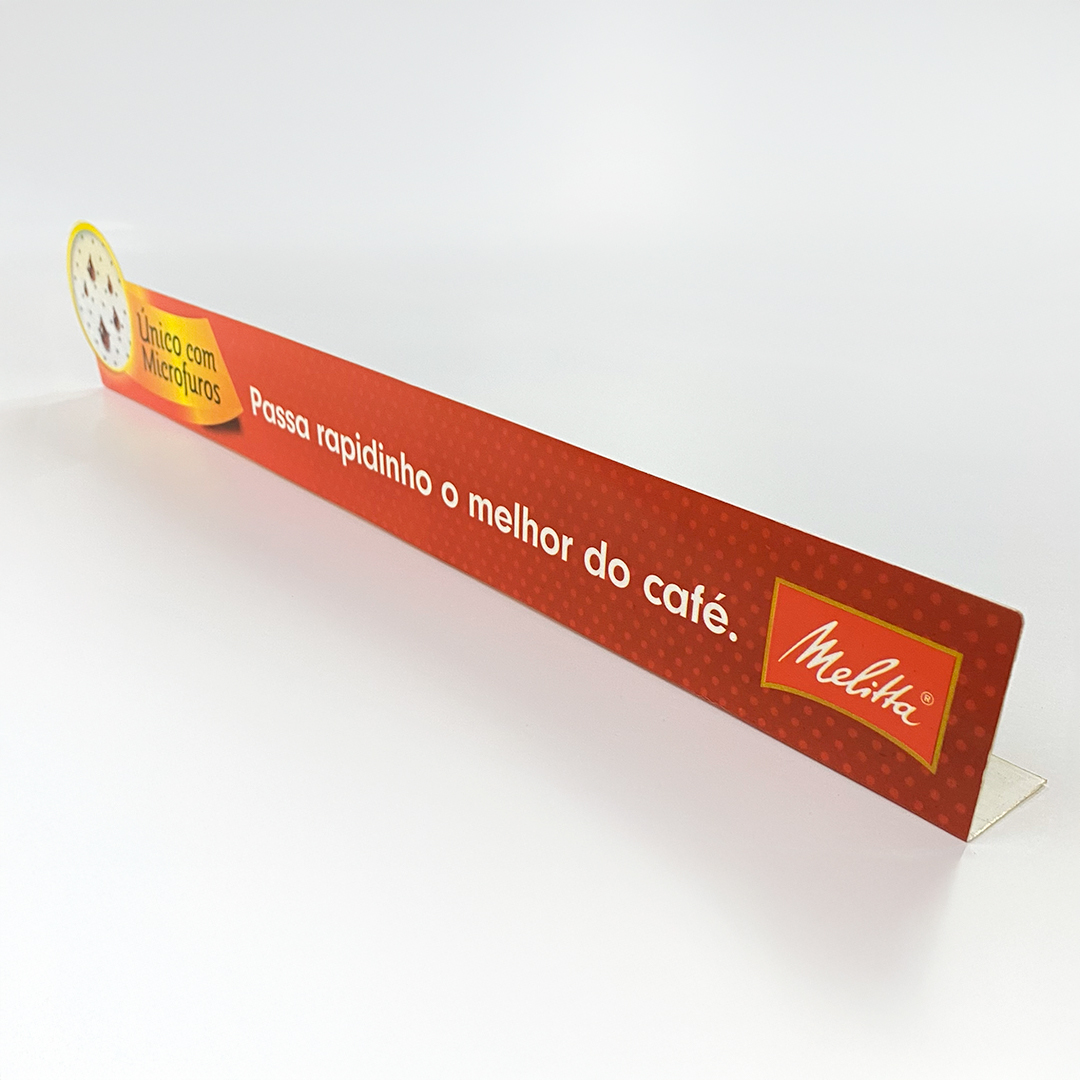 Único com
Microfuros
Passa rapidinho o melhor do café.
Melitta®